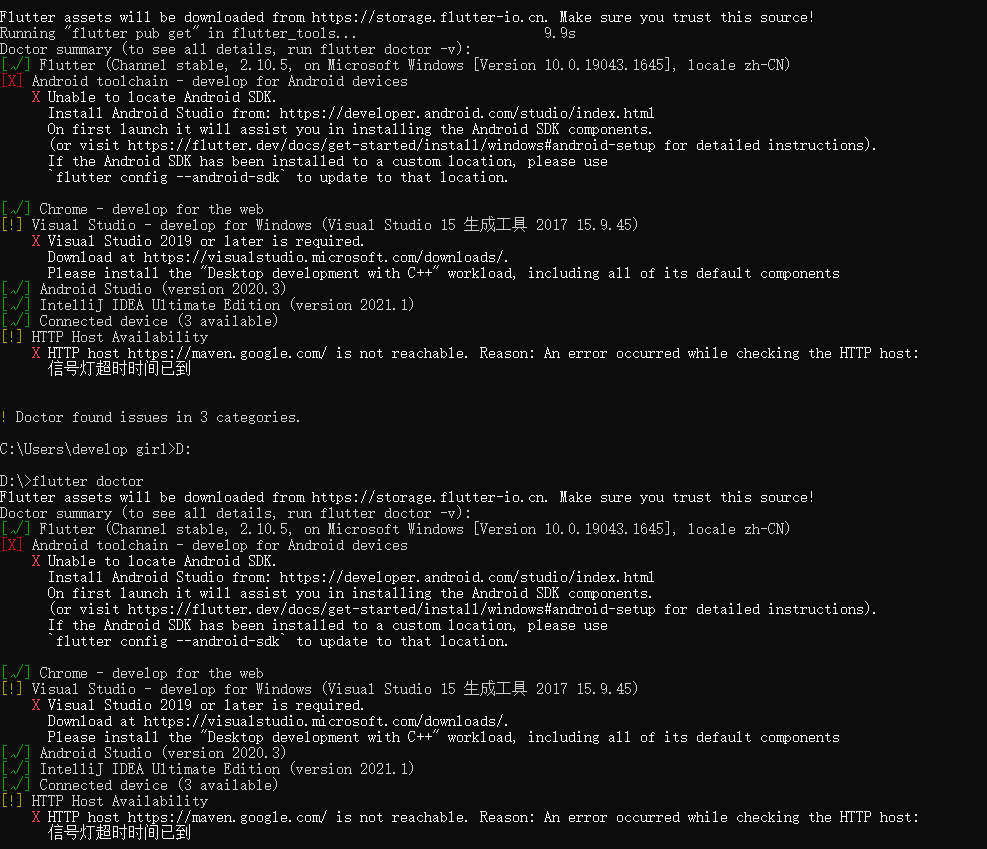 Flutter assets will be downloaded from https://storage.flutter-io.cn. Make sure you trust this source!
Running "flutter pub get" in flutter_tools... 9.9s
Doctor summary (to see all details, run flutter doctor -v):
[√] Flutter (Channel stable, 2.10.5, on Microsoft Windows [Version 10.0.19043.1645], locale zh-CN)
[X] Android toolchain - develop for Android devices
X Unable to locate Android SDK.
Install Android Studio from: https://developer.android.com/studio/index.html
On first launch it will assist you in installing the Android SDK components.
(or visit https://flutter.dev/docs/get-started/install/windows#android-setup for detailed instructions).
If the Android SDK has been installed to a custom location, please use
`flutter config --android-sdk` to update to that location.
[√] Chrome - develop for the web
[!] Visual Studio - develop for Windows (Visual Studio 15 生成工具 2017 15.9.45)
X Visual Studio 2019 or later is required.
Download at https://visualstudio.microsoft.com/downloads/.
Please install the "Desktop development with C++" workload, including all of its default components
[√] Android Studio (version 2020.3)
[√] IntelliJ IDEA Ultimate Edition (version 2021.1)
[√] Connected device (3 available)
[!] HTTP Host Availability
X HTTP host https://maven.google.com/ is not reachable. Reason: An error occurred while checking the HTTP host:
信号灯超时时间已到
! Doctor found issues in 3 categories.
C:\Users\develop girl>D:
D:\>flutter doctor
Flutter assets will be downloaded from https://storage.flutter-io.cn. Make sure you trust this source!
Doctor summary (to see all details, run flutter doctor -v):
[√] Flutter (Channel stable, 2.10.5, on Microsoft Windows [Version 10.0.19043.1645], locale zh-CN)
[X] Android toolchain - develop for Android devices
X Unable to locate Android SDK.
Install Android Studio from: https://developer.android.com/studio/index.html
On first launch it will assist you in installing the Android SDK components.
(or visit https://flutter.dev/docs/get-started/install/windows#android-setup for detailed instructions).
If the Android SDK has been installed to a custom location, please use
`flutter config --android-sdk` to update to that location.
[√] Chrome - develop for the web
[!] Visual Studio - develop for Windows (Visual Studio 15 生成工具 2017 15.9.45)
X Visual Studio 2019 or later is required.
Download at https://visualstudio.microsoft.com/downloads/.
Please install the "Desktop development with C++" workload, including all of its default components
[√] Android Studio (version 2020.3)
[√] IntelliJ IDEA Ultimate Edition (version 2021.1)
[√] Connected device (3 available)
[!] HTTP Host Availability
X HTTP host https://maven.google.com/ is not reachable. Reason: An error occurred while checking the HTTP host:
信号灯超时时间已到